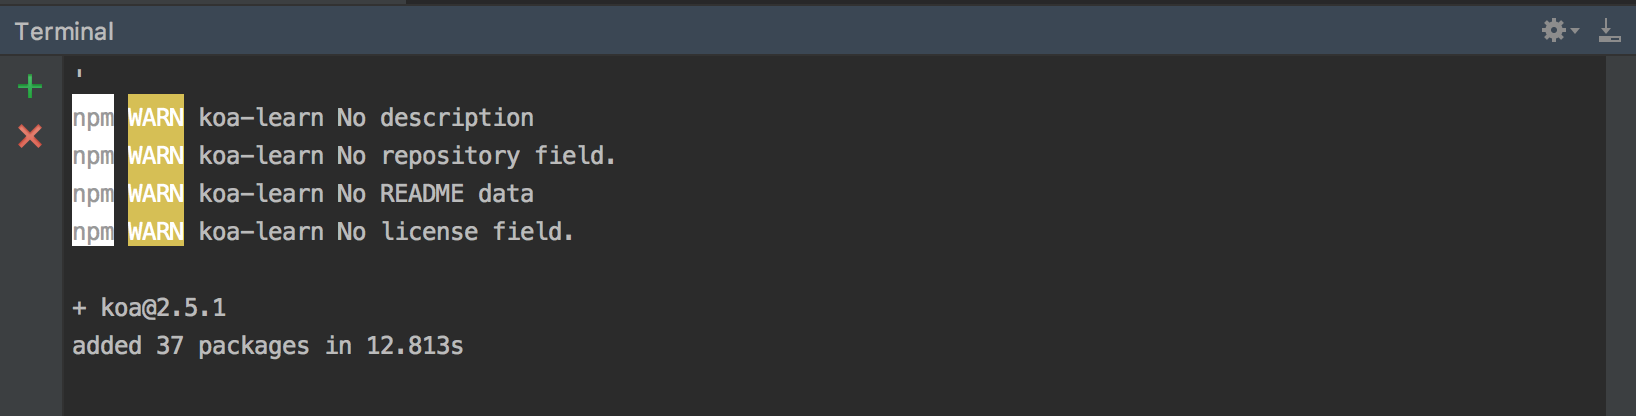 Terminal
npm WARN koa-learn No description
npm WARN koa-learn No repository field.
npm WARN koa-learn No README data
npm WARN koa-learn No license field.
+ koa@2.5.1
added 37 packages in 12.813s